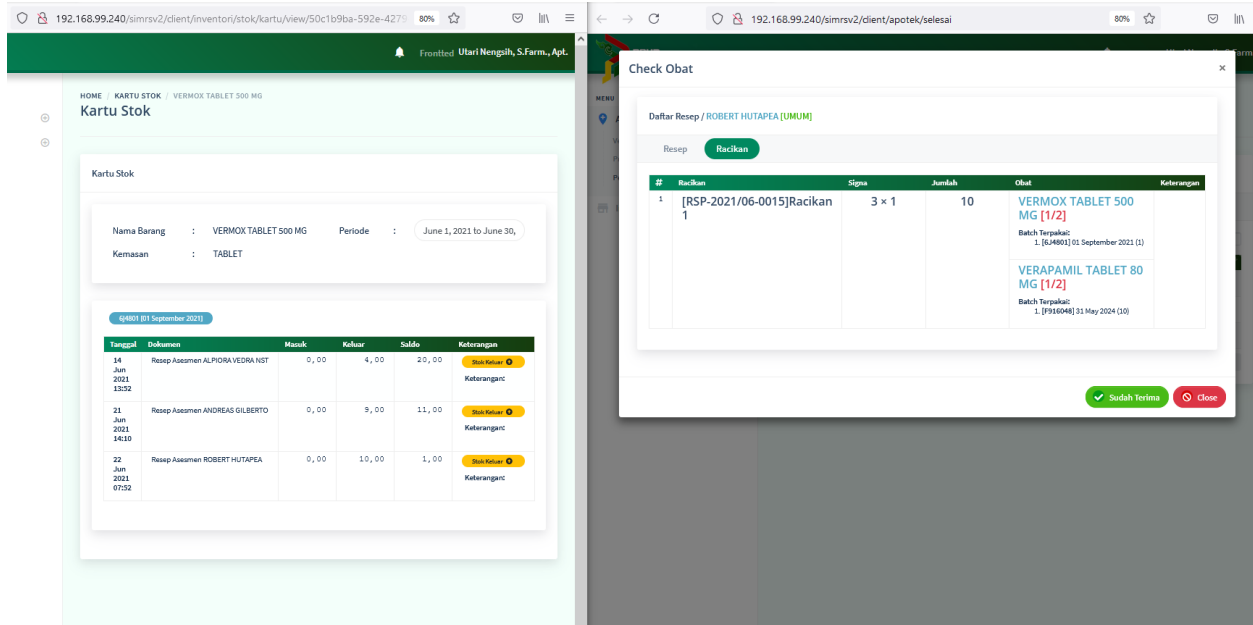 192.168.99.240/simrsv2/client/inventori/stok/kartu/view/50c1b9ba-592e-4279
80%
Frontted Utari Nengsih, S.Farm., Apt.
HOME / KARTU STOK / VERMOX TABLET 500 MG
Kartu Stok
Kartu Stok
Nama Barang : VERMOX TABLET 500 MG Periode : June 1, 2021 to June 30,
Kemasan : TABLET
6J4801 [01 September 2021]
Tanggal Dokumen Masuk Keluar Saldo Keterangan
14 Jun 2021 13:52 Resep Asesmen ALPIORA VEDRA NST 0,00 4,00 20,00 Stok Keluar
Keterangan:
21 Jun 2021 14:10 Resep Asesmen ANDREAS GILBERTO 0,00 9,00 11,00 Stok Keluar
Keterangan:
22 Jun 2021 07:52 Resep Asesmen ROBERT HUTAPEA 0,00 10,00 1,00 Stok Keluar
Keterangan:
192.168.99.240/simrsv2/client/apotek/selesai
80%
MENU
Check Obat
×
Daftar Resep / ROBERT HUTAPEA [UMUM]
Resep Racikan
# Racikan Signa Jumlah Obat Keterangan
1 [RSP-2021/06-0015]Racikan 1 3 × 1 10 VERMOX TABLET 500 MG [1/2]
Batch Terpakai:
1. [6J4801] 01 September 2021 (1)
VERAPAMIL TABLET 80 MG [1/2]
Batch Terpakai:
1. [F916048] 31 May 2024 (10)
Sudah Terima Close